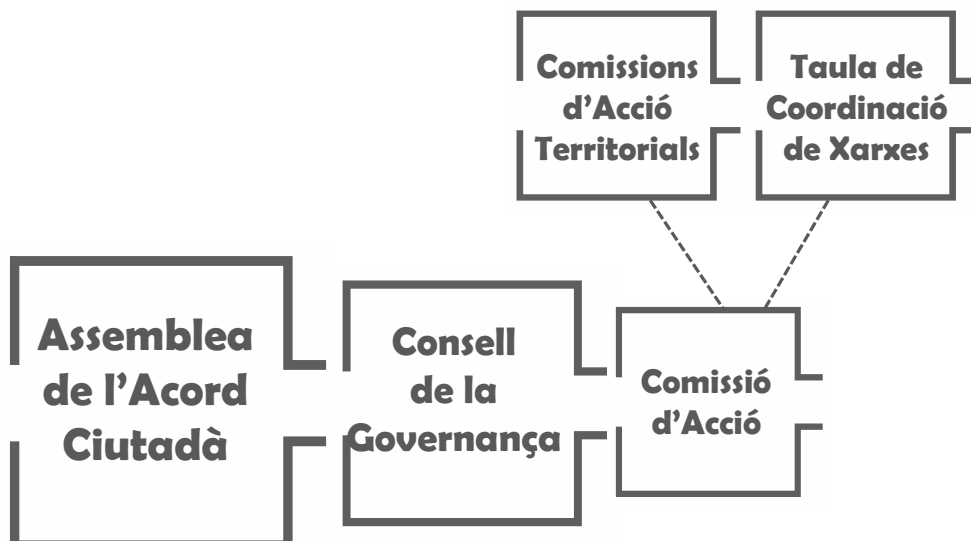 Comissions
d'Acció
Territorials
Taula de
Coordinació
de Xarxes
Assemblea
de l'Acord
Ciutadà
Consell
de la
Governança
Comissió
d'Acció